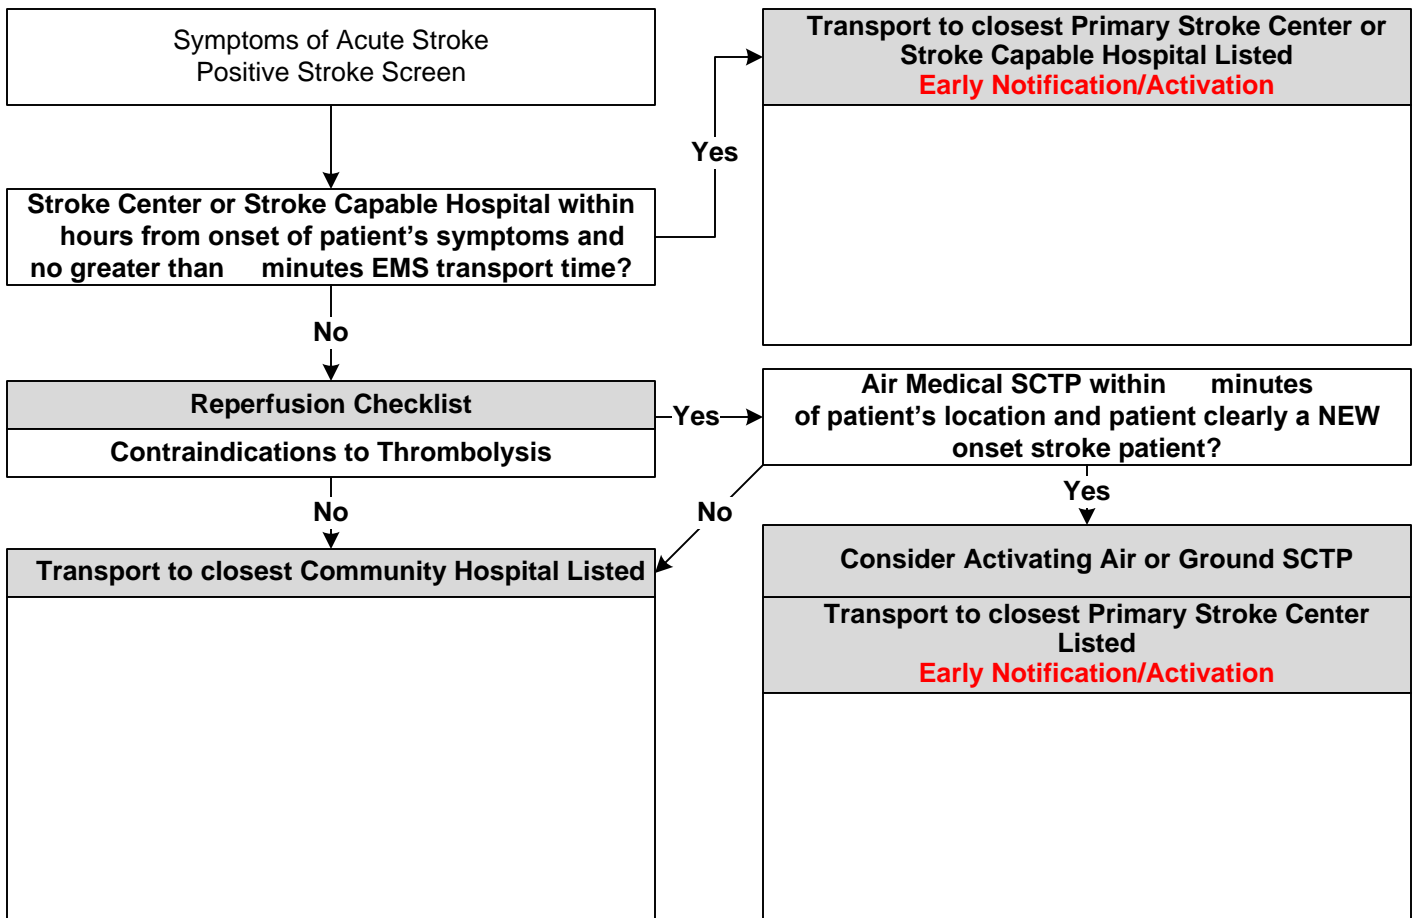 Symptoms of Acute Stroke
Positive Stroke Screen
Transport to closest Primary Stroke Center or
Stroke Capable Hospital Listed
Early Notification/Activation
Yes
Stroke Center or Stroke Capable Hospital within
hours from onset of patient's symptoms and
no greater than minutes EMS transport time?
No
Reperfusion Checklist
Contraindications to Thrombolysis
Yes
Air Medical SCTP within minutes
of patient's location and patient clearly a NEW
onset stroke patient?
No
No
Yes
Transport to closest Community Hospital Listed
Consider Activating Air or Ground SCTP
Transport to closest Primary Stroke Center
Listed
Early Notification/Activation